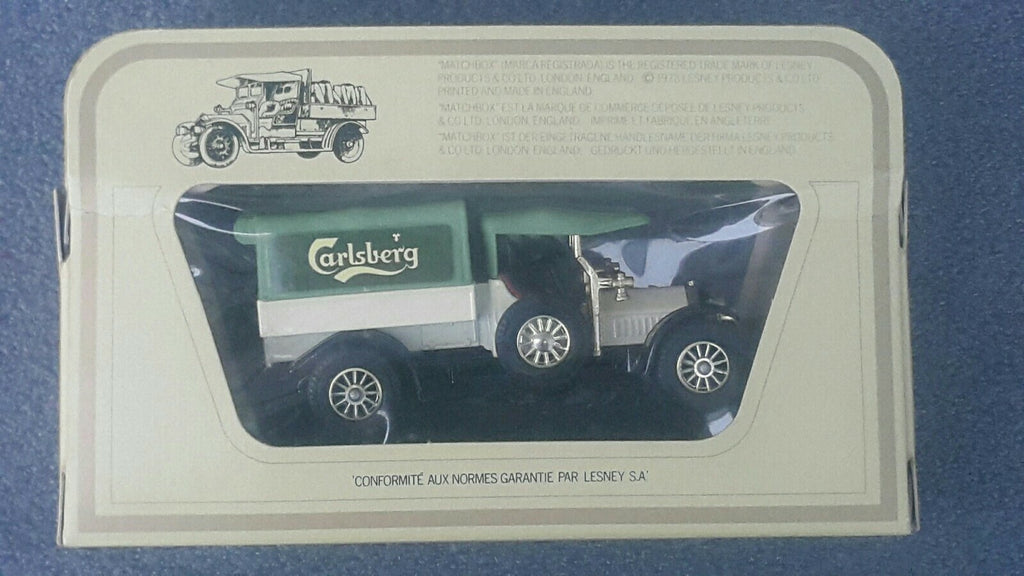 "MATCHBOX" (MARCA REGISTRADA) IS THE REGISTERED TRADE MARK OF LESNEY
PRODUCTS & CO LTD. LONDON ENGLAND. © 1978 LESNEY PRODUCTS & CO LTD
PRINTED AND MADE IN ENGLAND
"MATCHBOX" EST LA MARQUE DE COMMERCE DEPOSEE DE LESNEY PRODUCTS
& CO LTD. LONDON. ENGLAND. IMPRIME ET FABRIQUE EN ANGLETERRE
"MATCHBOX" IST DER EINGETRAGENE HANDLESNAME DER FIRMA LESNEY PRODUCTS
& CO LTD. LONDON. ENGLAND. GEDRUCKT UND HERGESTELLT IN ENGLAND.
Carlsberg
'CONFORMITÉ AUX NORMES GARANTIE PAR LESNEY S.A'